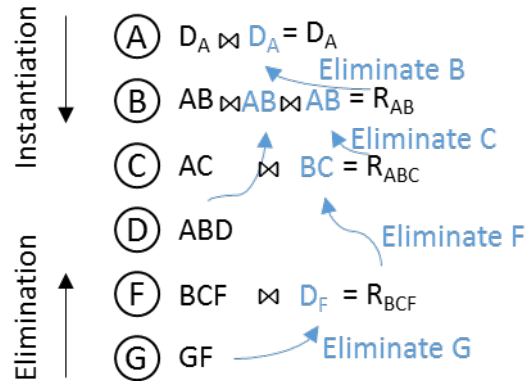 Instantiation
A D_A ⋈ D_A = D_A
Eliminate B
B AB ⋈ AB ⋈ AB = R_AB
Eliminate C
C AC ⋈ BC = R_ABC
D ABD
Eliminate F
Elimination
F BCF ⋈ D_F = R_BCF
Eliminate G
G GF